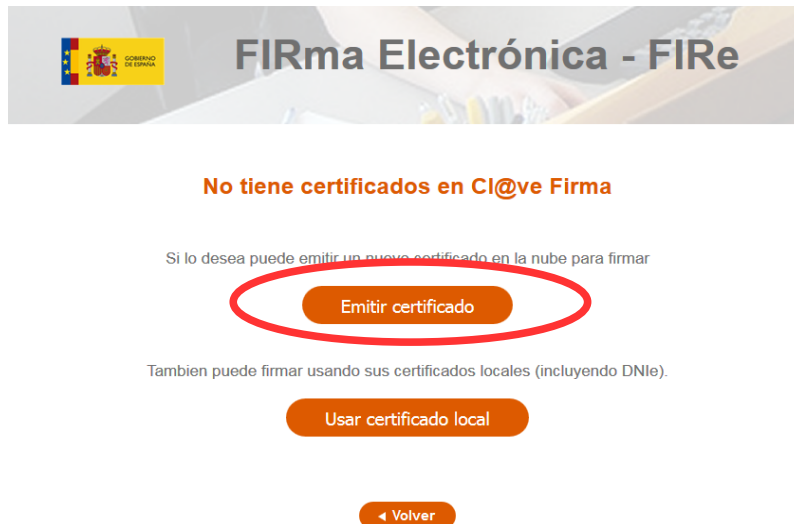 GOBIERNO
DE ESPAÑA
FIRma Electrónica - FIRe
No tiene certificados en Cl@ve Firma
Si lo desea puede emitir un nuevo certificado en la nube para firmar
Emitir certificado
Tambien puede firmar usando sus certificados locales (incluyendo DNIe).
Usar certificado local
Volver